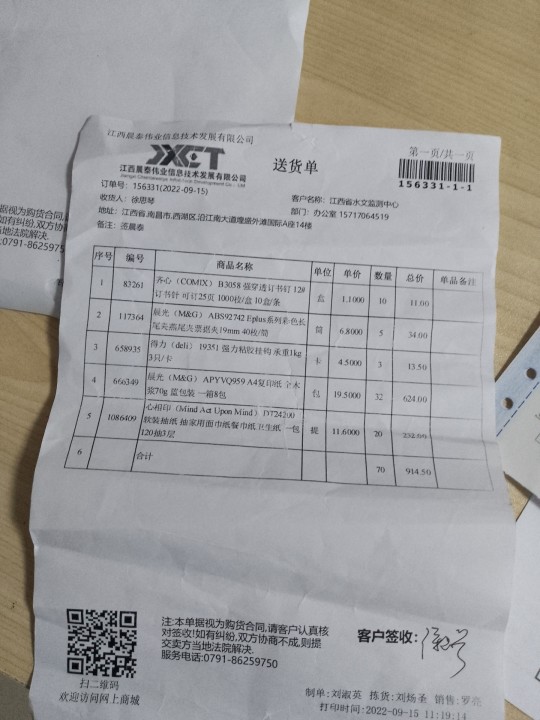 江西晨泰伟业信息技术发展有限公司
第一页/共一页
江西晨泰伟业信息技术发展有限公司
送货单
156331-1-1
订单号: 156331(2022-09-15)
客户名称: 江西省水文监测中心
收货人: 徐思琴
部门: 办公室 15717064519
地址: 江西省,南昌市,西湖区,沿江南大道煌盛外滩国际A座14楼
备注: 签晨泰
序号 编号 商品名称 单位 单价 数量 总价 单品备注
1 83261 齐心（COMIX）B3058 强穿透订书钉 12#
订书针 可订25页 1000枚/盒 10盒/条 盒 1.1000 10 11.00
2 117364 晨光（M&G）ABS92742 Eplus系列彩色长
尾夹燕尾夹票据夹19mm 40枚/筒 筒 6.8000 5 34.00
3 658935 得力（deli）19351 强力粘胶挂钩 承重1kg
3只/卡 卡 4.5000 3 13.50
4 666349 晨光（M&G）APYVQ959 A4复印纸 全木
浆70g 蓝包装 一箱8包 包 19.5000 32 624.00
5 1086409 心相印（Mind Act Upon Mind）D724200
软装抽纸 抽家用面巾纸餐巾纸卫生纸 一包
120抽3层 提 11.6000 20 232.00
6 合计 70 914.50
注:本单据视为购货合同,请客户认真核
对签收!如有纠纷,双方协商不成,则提
交卖方当地法院解决.
服务电话:0791-86259750
客户签收:
扫二维码
欢迎访问网上商城
制单: 刘淑英 拣货: 刘炀圣 销售: 罗亮
打印时间: 2022-09-15 11:19:14
据视为购货合同,
如有纠纷,双方协
当地法院解决.
:0791-8625975